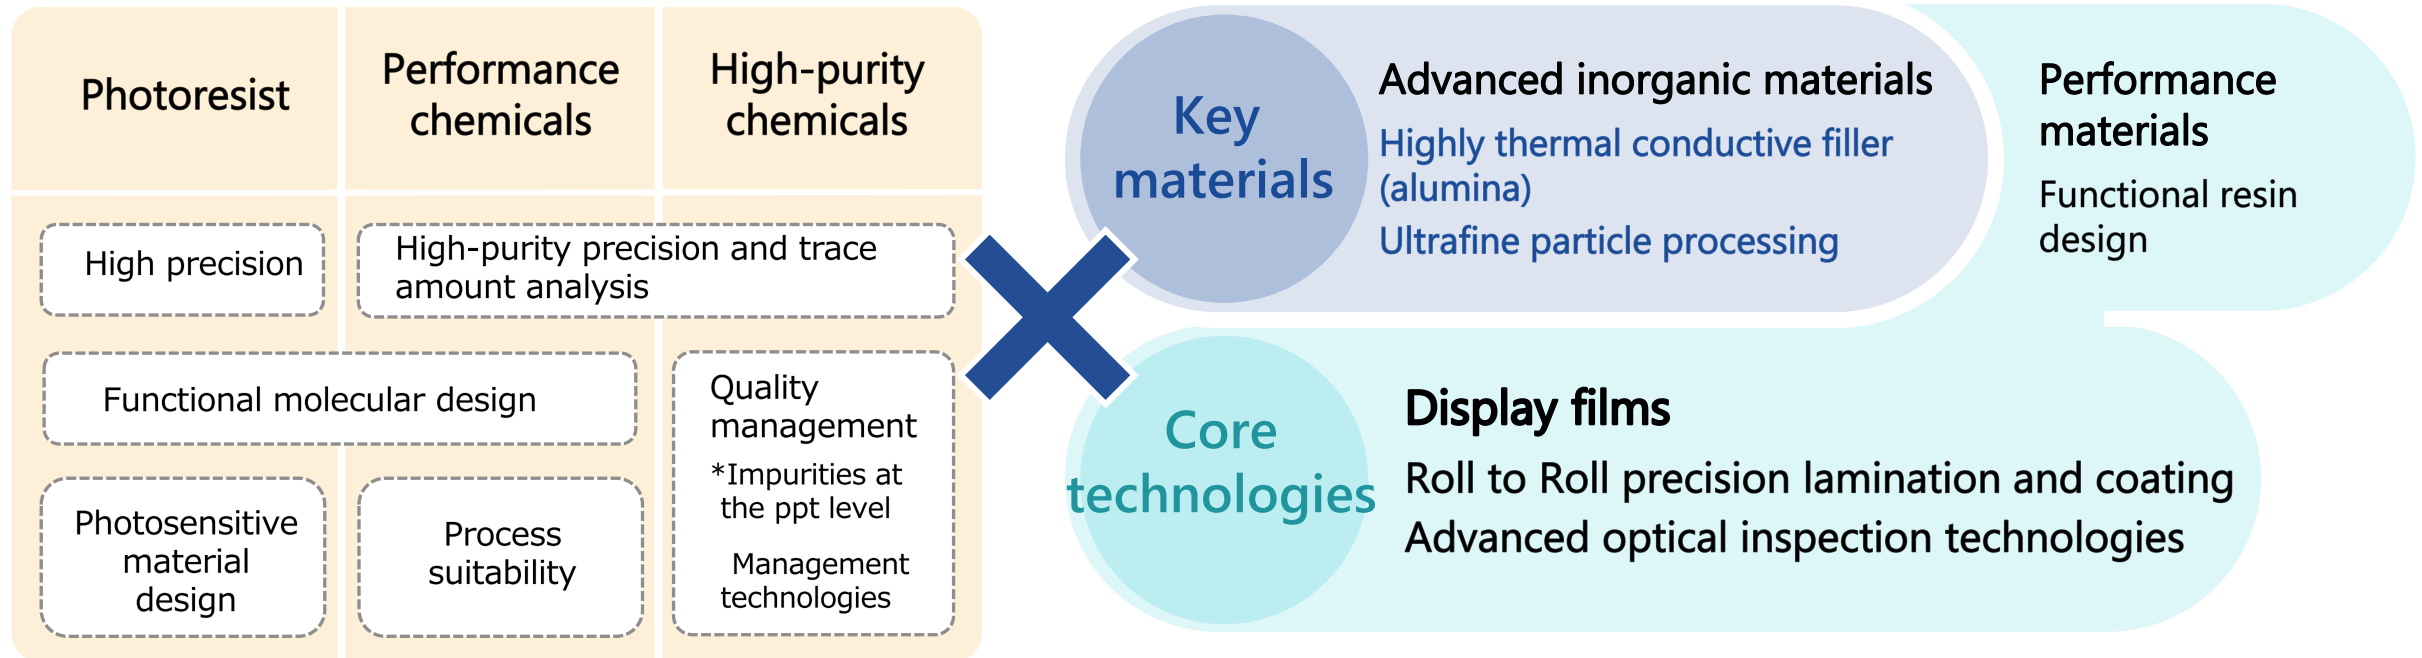 Photoresist
Performance
chemicals
High-purity
chemicals
High precision
High-purity precision and trace
amount analysis
Functional molecular design
Quality
management
*Impurities at
the ppt level
Management
technologies
Photosensitive
material
design
Process
suitability
Key
materials
Advanced inorganic materials
Highly thermal conductive filler
(alumina)
Ultrafine particle processing
Performance
materials
Functional resin
design
Core
technologies
Display films
Roll to Roll precision lamination and coating
Advanced optical inspection technologies